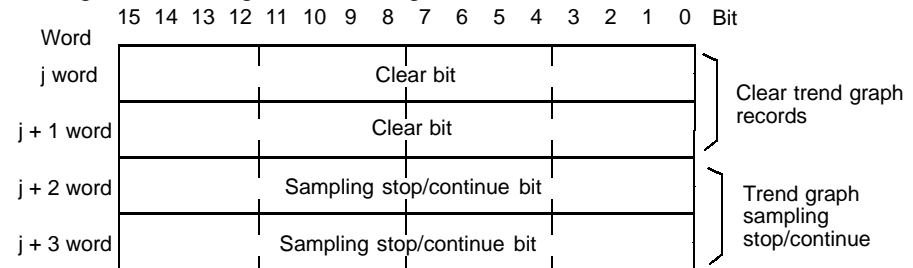 15 14 13 12 11 10 9 8 7 6 5 4 3 2 1 0 Bit
Word
j word Clear bit
j + 1 word Clear bit
Clear trend graph
records
j + 2 word Sampling stop/continue bit
j + 3 word Sampling stop/continue bit
Trend graph
sampling
stop/continue